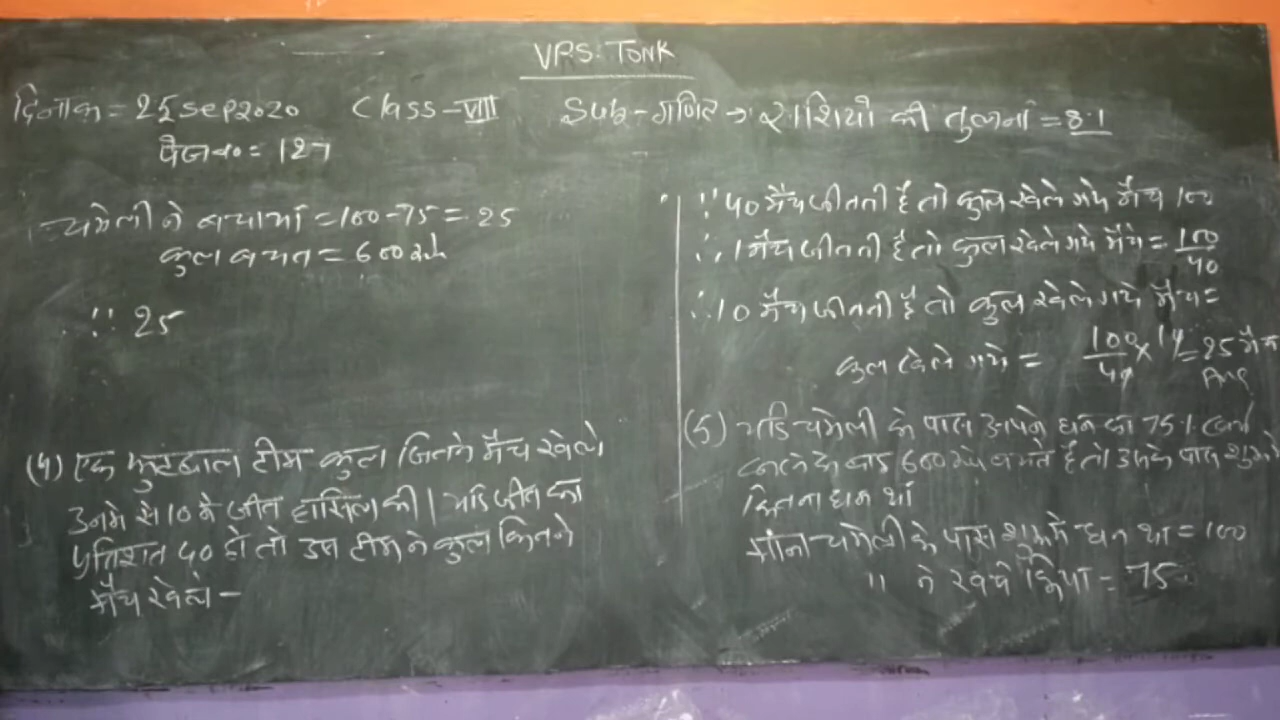 VPS. TONK
दिनांक = 25 Sep 2020 Class - VIII Sub - गणित → राशियों की तुलना = 8.1
पेज न० = 127
चमेली ने बचाया = 100 - 75 = 25
कुल बचत = 600 रू
∵ 25
(4) एक फुटबाल टीम कुल जितने मैच खेले
उनमे से 10 मे जीत हासिल की। यदि जीत का
प्रतिशत 40 हो तो उस टीम ने कुल कितने
मैच खेले -
∵ 40 मैच जीतती है तो कुल खेले गये मैच 100
∴ 1 मैच जीतती है तो कुल खेले गये मैच = 100/40
∴ 10 मैच जीतती है तो कुल खेले गये मैच =
कुल खेले गये = 100/40 × 10 = 25 मैच
Ans
(5) यदि चमेली के पास अपने धन का 75% खर्च
करने के बाद 600 रूपये बचते है तो उसके पास शुरू मे
कितना धन था
माना चमेली के पास शुरू मे धन था = 100
" ने खर्च किया = 75